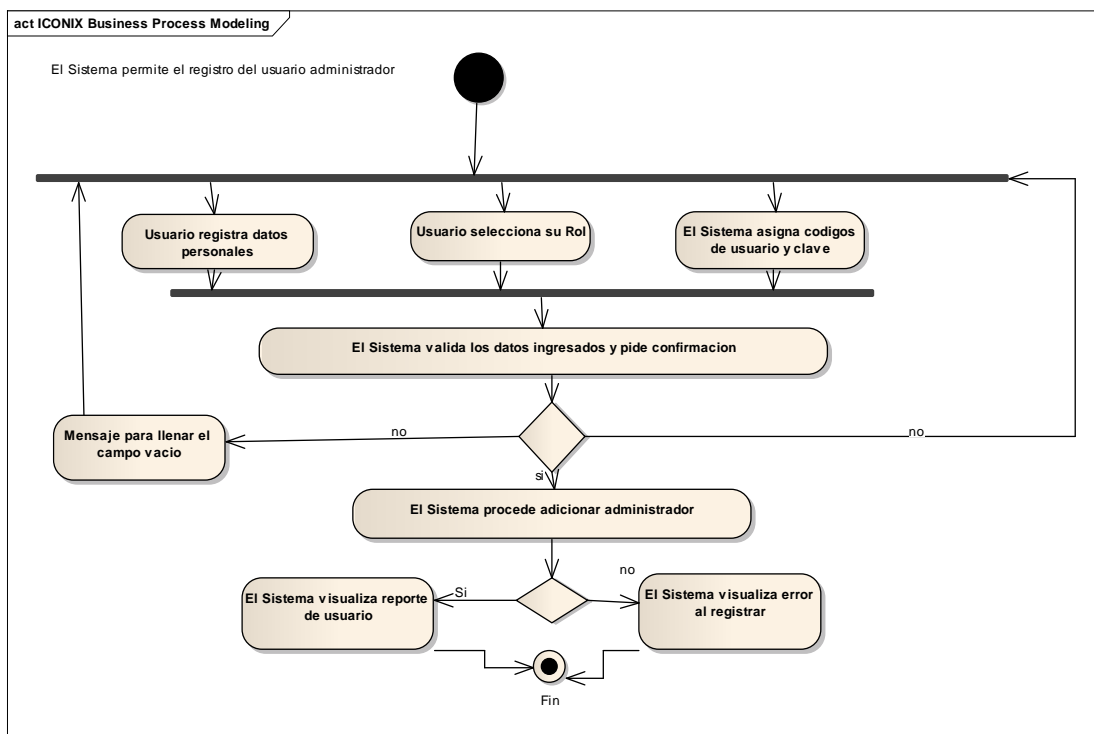 act ICONIX Business Process Modeling
El Sistema permite el registro del usuario administrador
Usuario registra datos
personales
Usuario selecciona su Rol
El Sistema asigna codigos
de usuario y clave
El Sistema valida los datos ingresados y pide confirmacion
Mensaje para llenar el
campo vacio
no
no
si
El Sistema procede adicionar administrador
El Sistema visualiza reporte
de usuario
Si
no
El Sistema visualiza error
al registrar
Fin